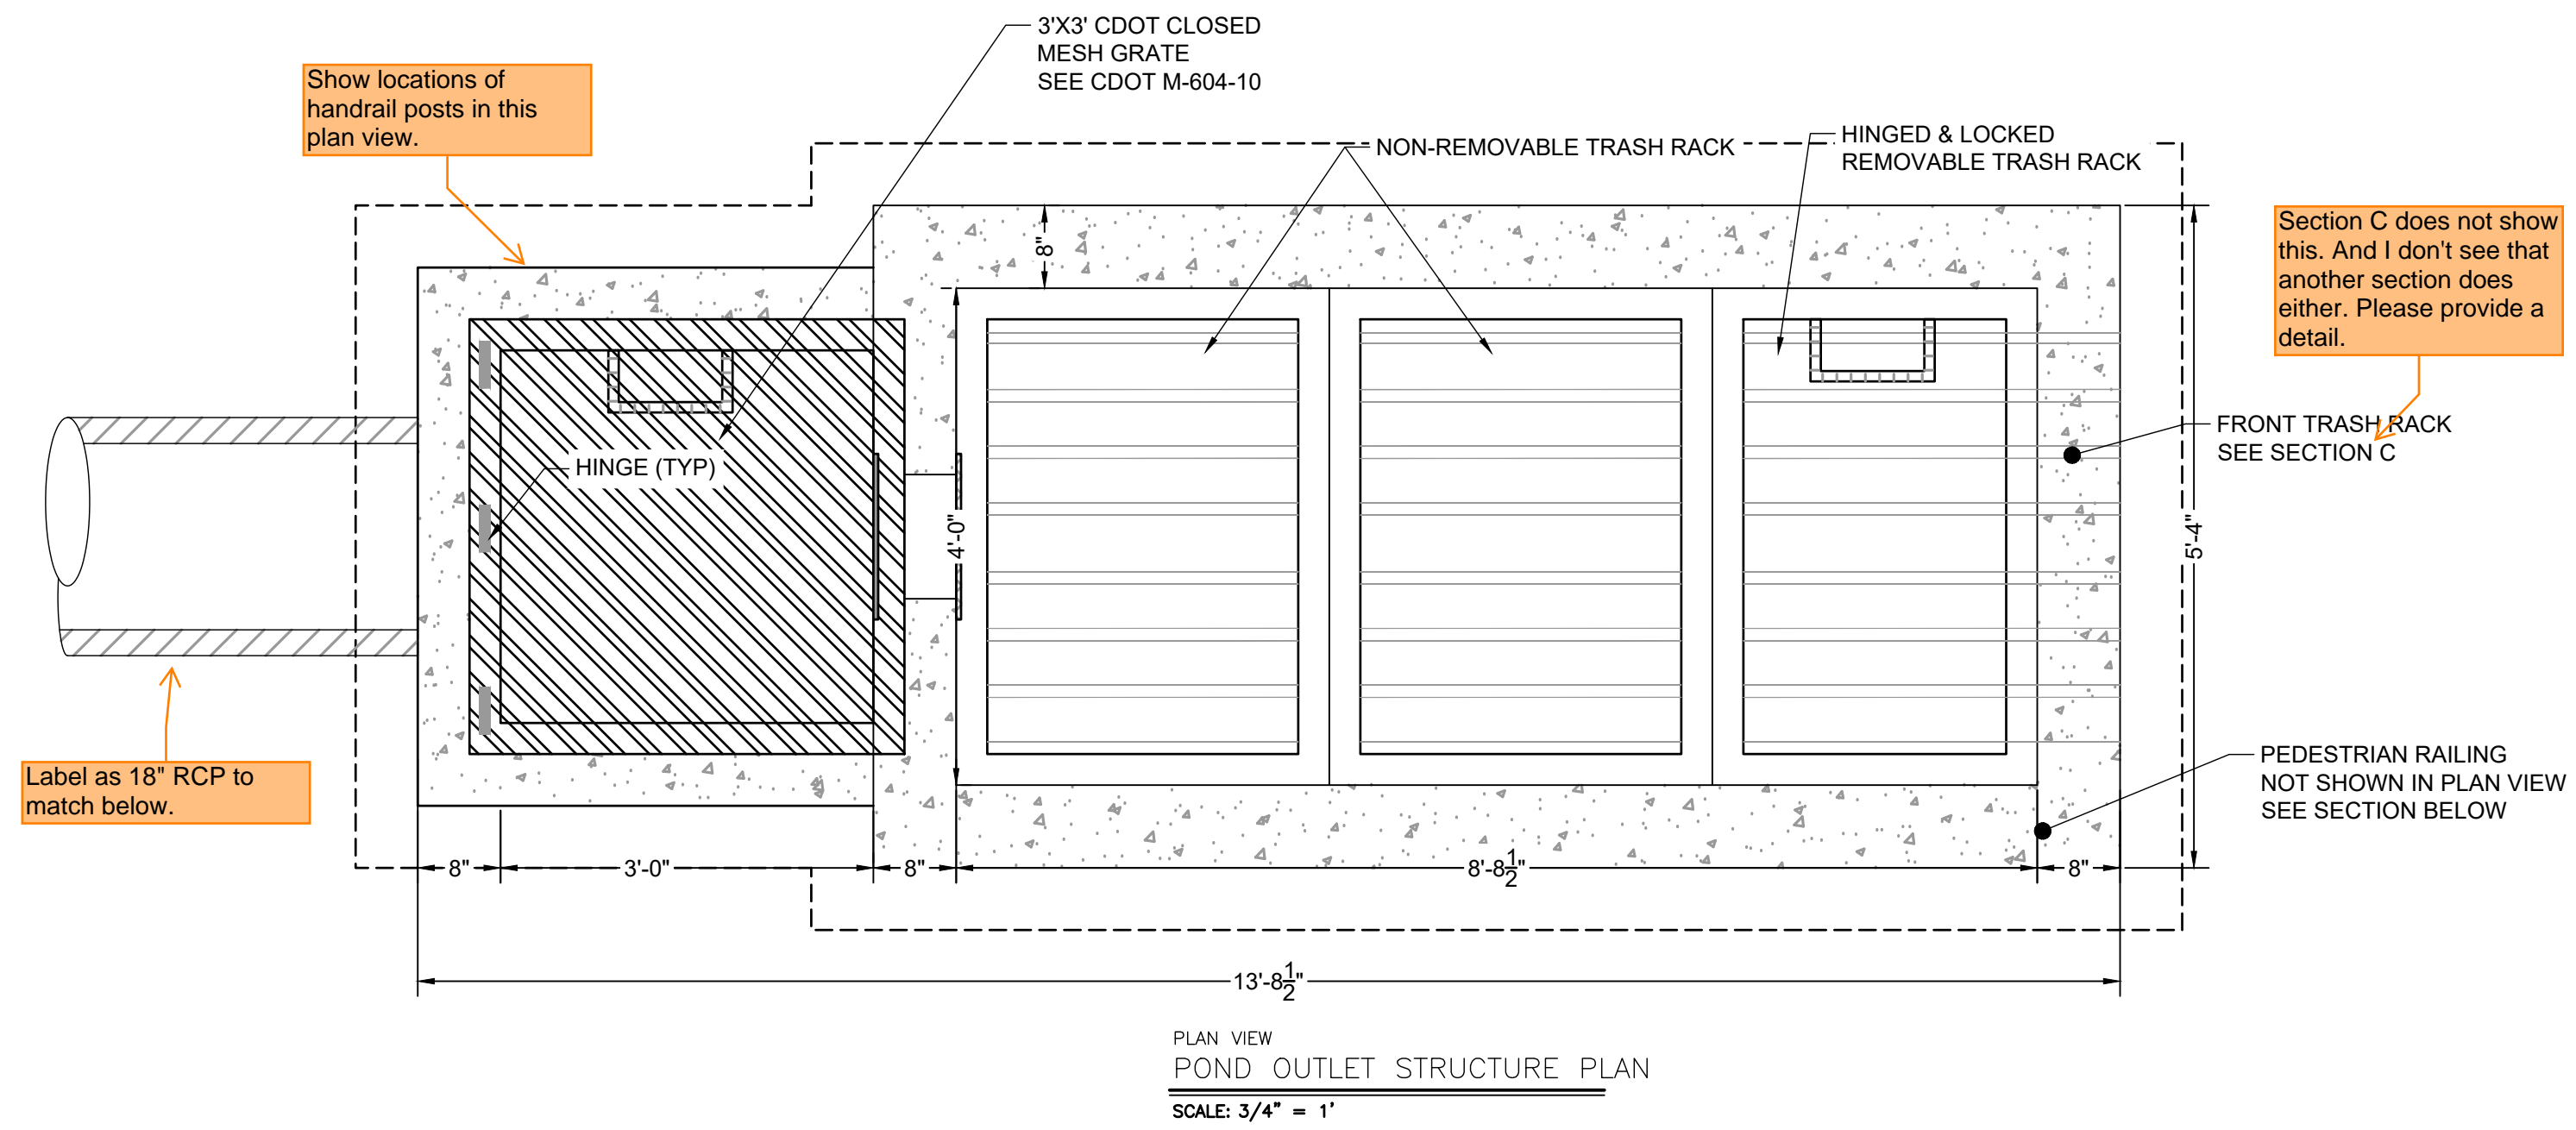 3'X3' CDOT CLOSED
MESH GRATE
SEE CDOT M-604-10
Show locations of
handrail posts in this
plan view.
NON-REMOVABLE TRASH RACK
HINGED & LOCKED
REMOVABLE TRASH RACK
Section C does not show
this. And I don't see that
another section does
either. Please provide a
detail.
8"
FRONT TRASH RACK
SEE SECTION C
HINGE (TYP)
4'-0"
5'-4"
Label as 18" RCP to
match below.
PEDESTRIAN RAILING
NOT SHOWN IN PLAN VIEW
SEE SECTION BELOW
8"
3'-0"
8"
8'-8 1/2"
8"
13'-8 1/2"
PLAN VIEW
POND OUTLET STRUCTURE PLAN
SCALE: 3/4" = 1'